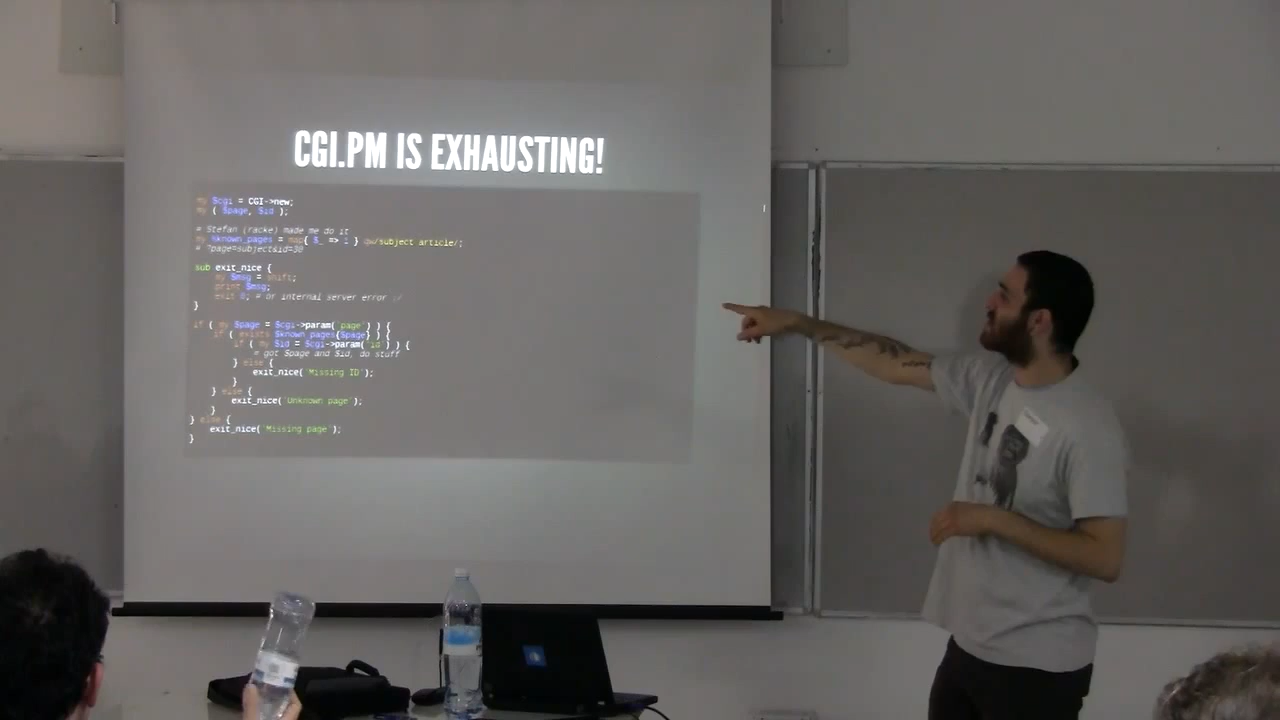 CGI.PM IS EXHAUSTING!
my $cgi = CGI->new;
my ( $page, $id );
# Stefan (racke) made me do it
my %known_pages = map{ $_ => 1 } qw/subject article/;
# ?page=subject&id=30
sub exit_nice {
my $msg = shift;
print $msg;
exit 0; # or internal server error :/
}
if ( my $page = $cgi->param('page') ) {
if ( exists $known_pages{$page} ) {
if ( my $id = $cgi->param('id') ) {
# got $page and $id, do stuff
} else {
exit_nice('Missing ID');
}
} else {
exit_nice('Unknown page');
}
} else {
exit_nice('Missing page');
}